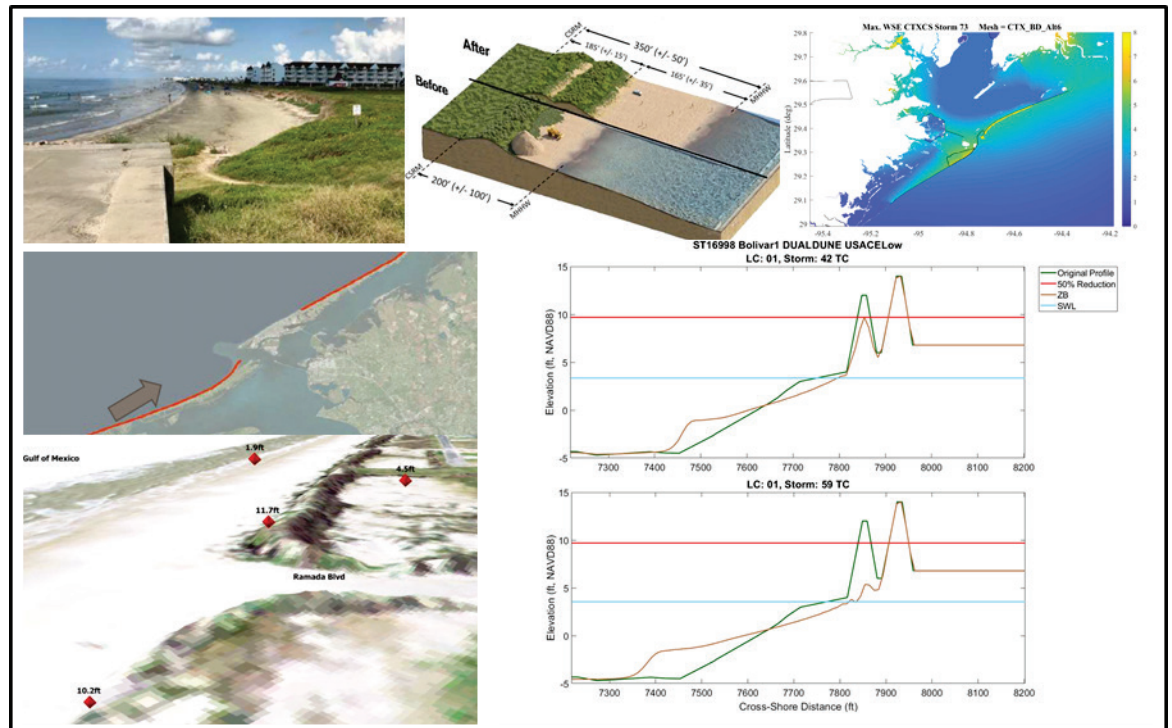 After
Before
CSRM
185' (+/- 15')
350' (+/- 50')
165' (+/- 35')
MHHW
CSRM
200' (+/- 100')
MHHW
Max. WSE CTXCS Storm 73 Mesh = CTX_BD_Alt6
Latitude (deg)
29.8
29.7
29.6
29.5
29.4
29.3
29.2
29.1
29
-95.4
-95.2
-95
-94.8
-94.6
-94.4
-94.2
8
7
6
5
4
3
2
1
0
ST16998 Bolivar1 DUALDUNE USACELow
LC: 01, Storm: 42 TC
Elevation (ft, NAVD88)
15
10
5
0
-5
7300 7400 7500 7600 7700 7800 7900 8000 8100 8200
Original Profile
50% Reduction
ZB
SWL
Gulf of Mexico
1.9ft
4.5ft
11.7ft
Ramada Blvd
10.2ft
LC: 01, Storm: 59 TC
Elevation (ft, NAVD88)
15
10
5
0
-5
7300 7400 7500 7600 7700 7800 7900 8000 8100 8200
Cross-Shore Distance (ft)